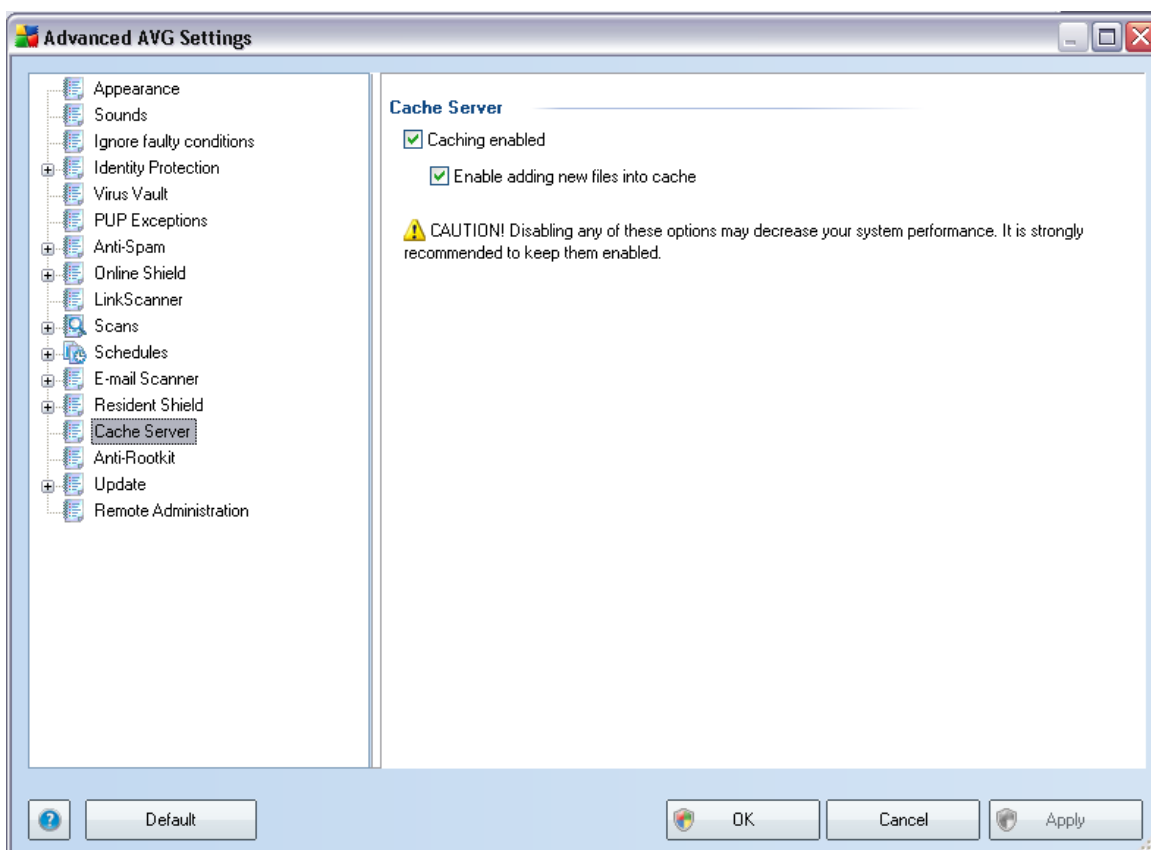 Advanced AVG Settings
Appearance
Sounds
Ignore faulty conditions
Identity Protection
Virus Vault
PUP Exceptions
Anti-Spam
Online Shield
LinkScanner
Scans
Schedules
E-mail Scanner
Resident Shield
Cache Server
Anti-Rootkit
Update
Remote Administration
Cache Server
Caching enabled
Enable adding new files into cache
CAUTION! Disabling any of these options may decrease your system performance. It is strongly
recommended to keep them enabled.
Default
OK
Cancel
Apply